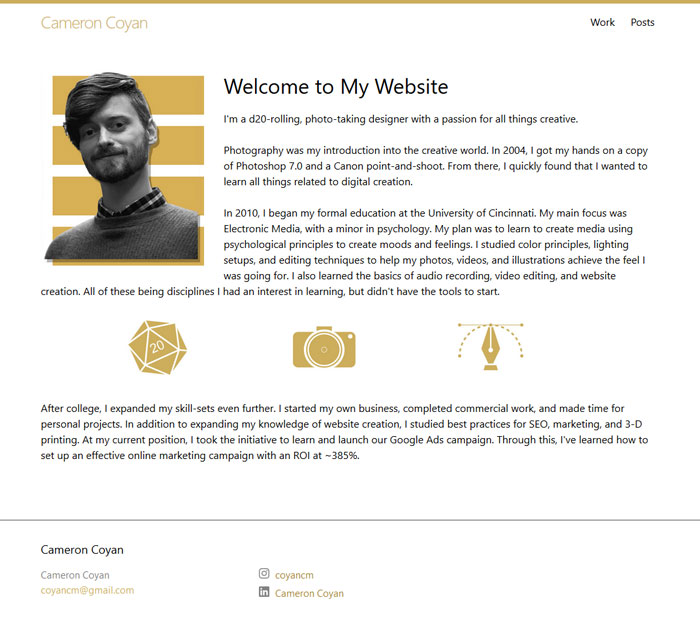 Cameron Coyan
Work Posts
Welcome to My Website
I'm a d20-rolling, photo-taking designer with a passion for all things creative.
Photography was my introduction into the creative world. In 2004, I got my hands on a copy
of Photoshop 7.0 and a Canon point-and-shoot. From there, I quickly found that I wanted to
learn all things related to digital creation.
In 2010, I began my formal education at the University of Cincinnati. My main focus was
Electronic Media, with a minor in psychology. My plan was to learn to create media using
psychological principles to create moods and feelings. I studied color principles, lighting
setups, and editing techniques to help my photos, videos, and illustrations achieve the feel I
was going for. I also learned the basics of audio recording, video editing, and website
creation. All of these being disciplines I had an interest in learning, but didn't have the tools to start.
20
After college, I expanded my skill-sets even further. I started my own business, completed commercial work, and made time for
personal projects. In addition to expanding my knowledge of website creation, I studied best practices for SEO, marketing, and 3-D
printing. At my current position, I took the initiative to learn and launch our Google Ads campaign. Through this, I've learned how to
set up an effective online marketing campaign with an ROI at ~385%.
Cameron Coyan
Cameron Coyan
coyancm@gmail.com
coyancm
in Cameron Coyan